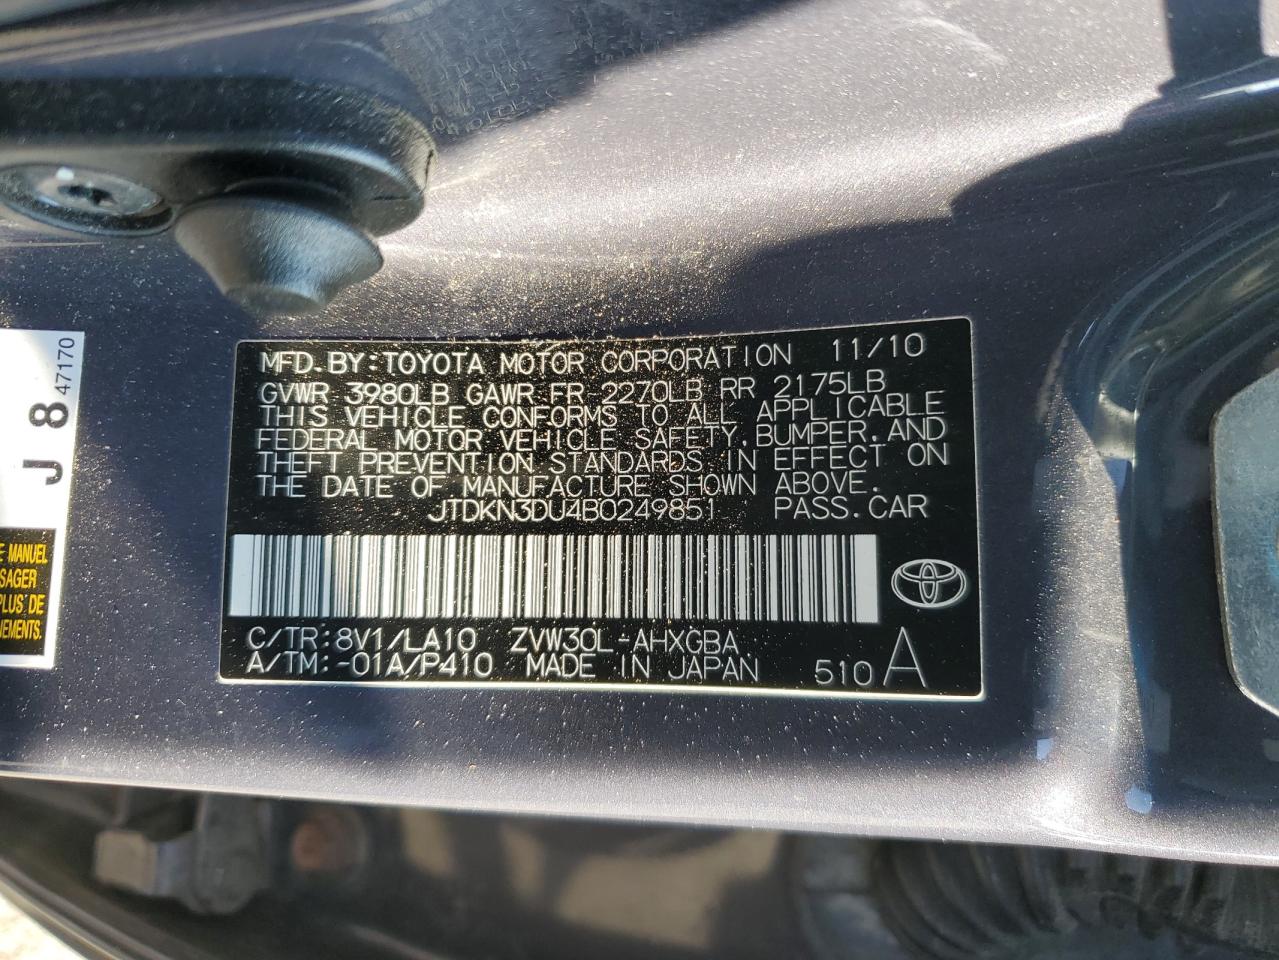 MFD. BY: TOYOTA MOTOR CORPORATION 11/10
GVWR 3980LB GAWR FR 2270LB RR 2175LB
THIS VEHICLE CONFORMS TO ALL APPLICABLE
FEDERAL MOTOR VEHICLE SAFETY, BUMPER, AND
THEFT PREVENTION STANDARDS IN EFFECT ON
THE DATE OF MANUFACTURE SHOWN ABOVE.
JTDKN3DU4B0249851 PASS. CAR
C/TR: 8V1/LA10 ZVW30L-AHXGBA
A/TM: -01A/P410 MADE IN JAPAN 510 A
J 8 47170
E MANUEL
SAGER
PLUS DE
NEMENTS.